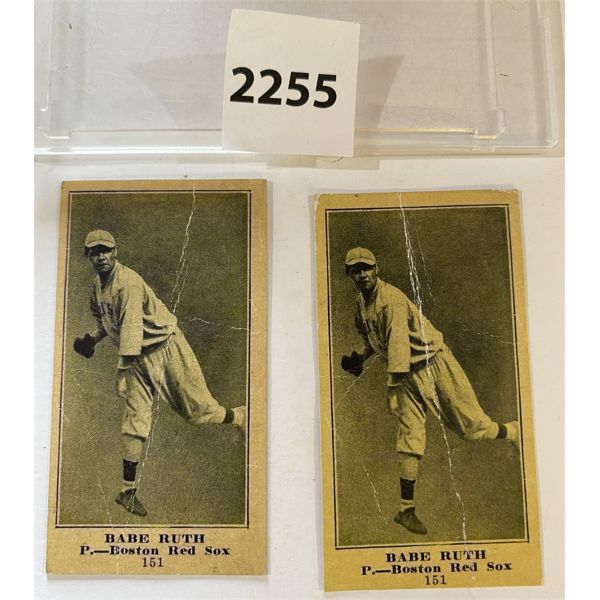 2255
BABE RUTH
P.—Boston Red Sox
151
BABE RUTH
P.—Boston Red Sox
151